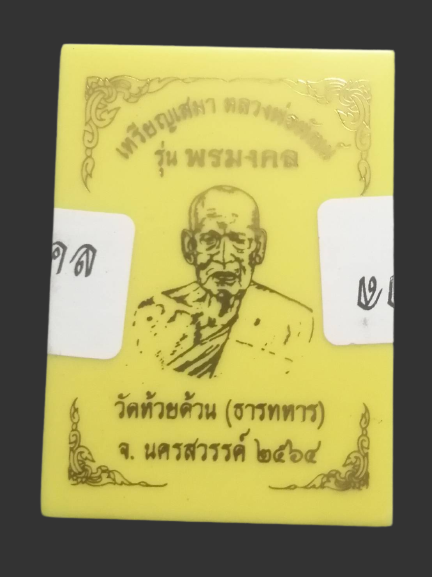 เหรียญเสมา หลวงพ่อพัฒน์
รุ่น พรมงคล
คล
วัดห้วยด้วน (ธารทหาร)
จ. นครสวรรค์ ๒๕๖๔